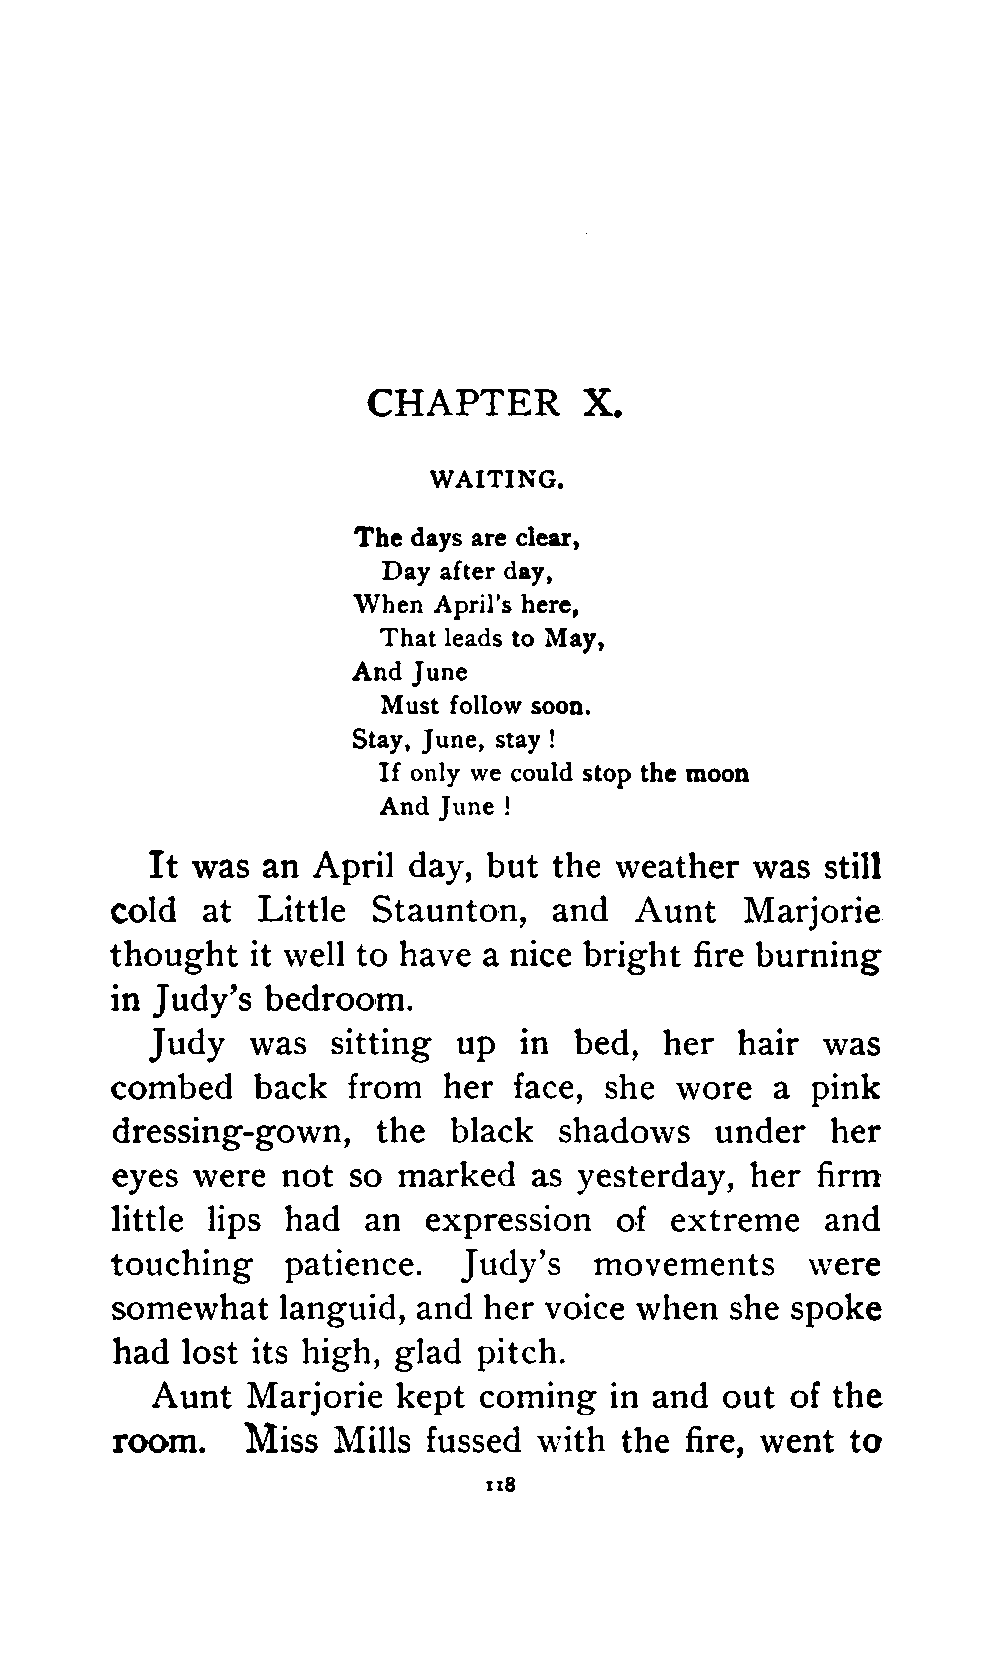 CHAPTER X.
WAITING.
The days are clear,
Day after day,
When April's here,
That leads to May,
And June
Must follow soon.
Stay, June, stay !
If only we could stop the moon
And June !
It was an April day, but the weather was still
cold at Little Staunton, and Aunt Marjorie
thought it well to have a nice bright fire burning
in Judy's bedroom.
Judy was sitting up in bed, her hair was
combed back from her face, she wore a pink
dressing-gown, the black shadows under her
eyes were not so marked as yesterday, her firm
little lips had an expression of extreme and
touching patience. Judy's movements were
somewhat languid, and her voice when she spoke
had lost its high, glad pitch.
Aunt Marjorie kept coming in and out of the
room. Miss Mills fussed with the fire, went to
118